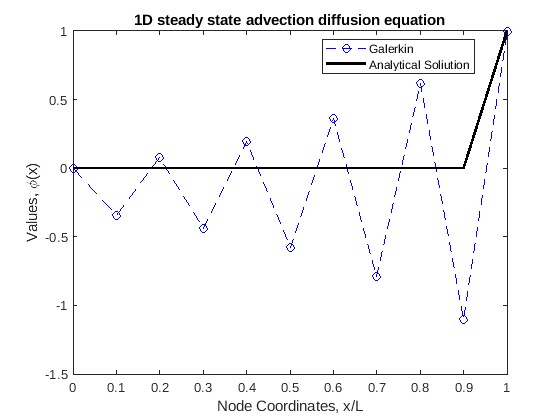 1D steady state advection diffusion equation
Galerkin
Analytical Soliution
1
0.5
0
-0.5
-1
-1.5
Values, ϕ(x)
0 0.1 0.2 0.3 0.4 0.5 0.6 0.7 0.8 0.9 1
Node Coordinates, x/L